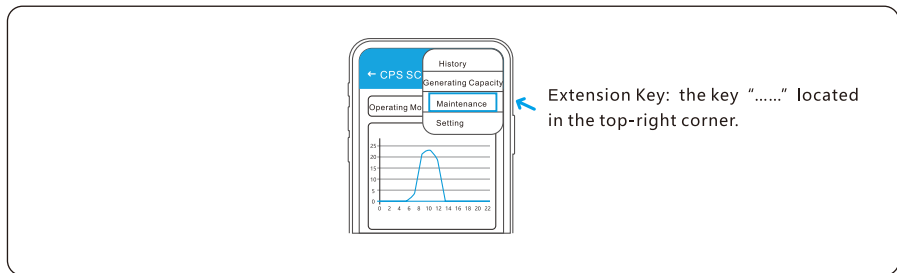 History
← CPS SC
Generating Capacity
Operating Mo
Maintenance
Setting
Extension Key: the key “……” located
in the top-right corner.
25
20
15
10
5
0
0 2 4 6 8 10 12 14 16 18 20 22